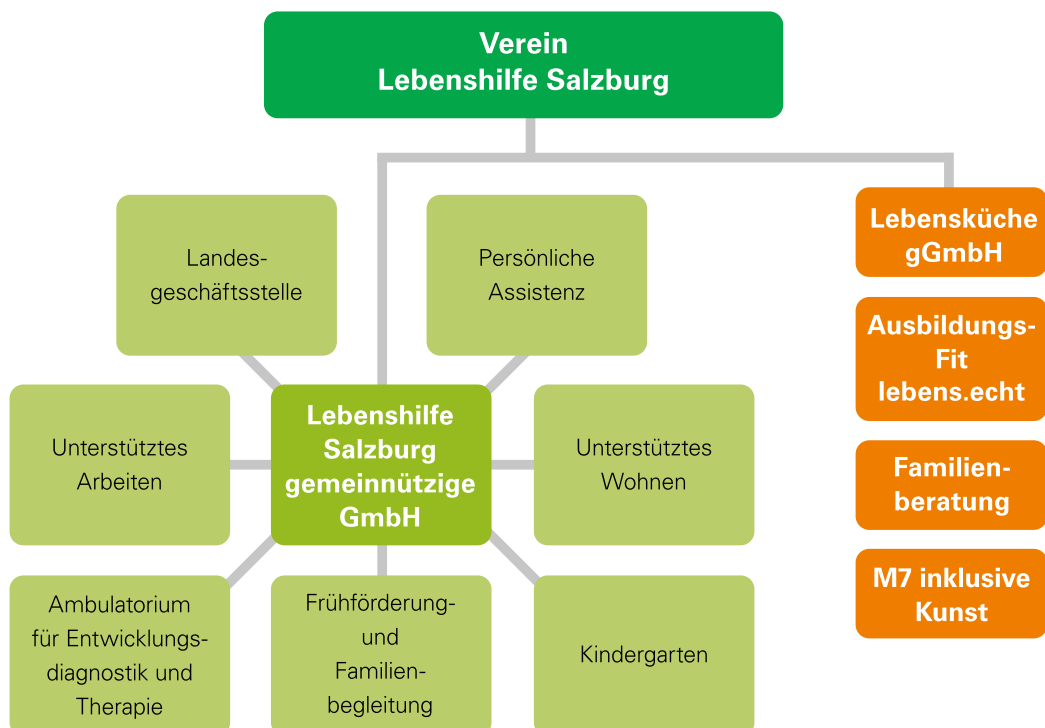 Verein
Lebenshilfe Salzburg
Landes-
geschäftsstelle
Persönliche
Assistenz
Lebensküche
gGmbH
Ausbildungs-
Fit
lebens.echt
Familien-
beratung
M7 inklusive
Kunst
Unterstütztes
Arbeiten
Lebenshilfe
Salzburg
gemeinnützige
GmbH
Unterstütztes
Wohnen
Ambulatorium
für Entwicklungs-
diagnostik und
Therapie
Frühförderung-
und
Familien-
begleitung
Kindergarten